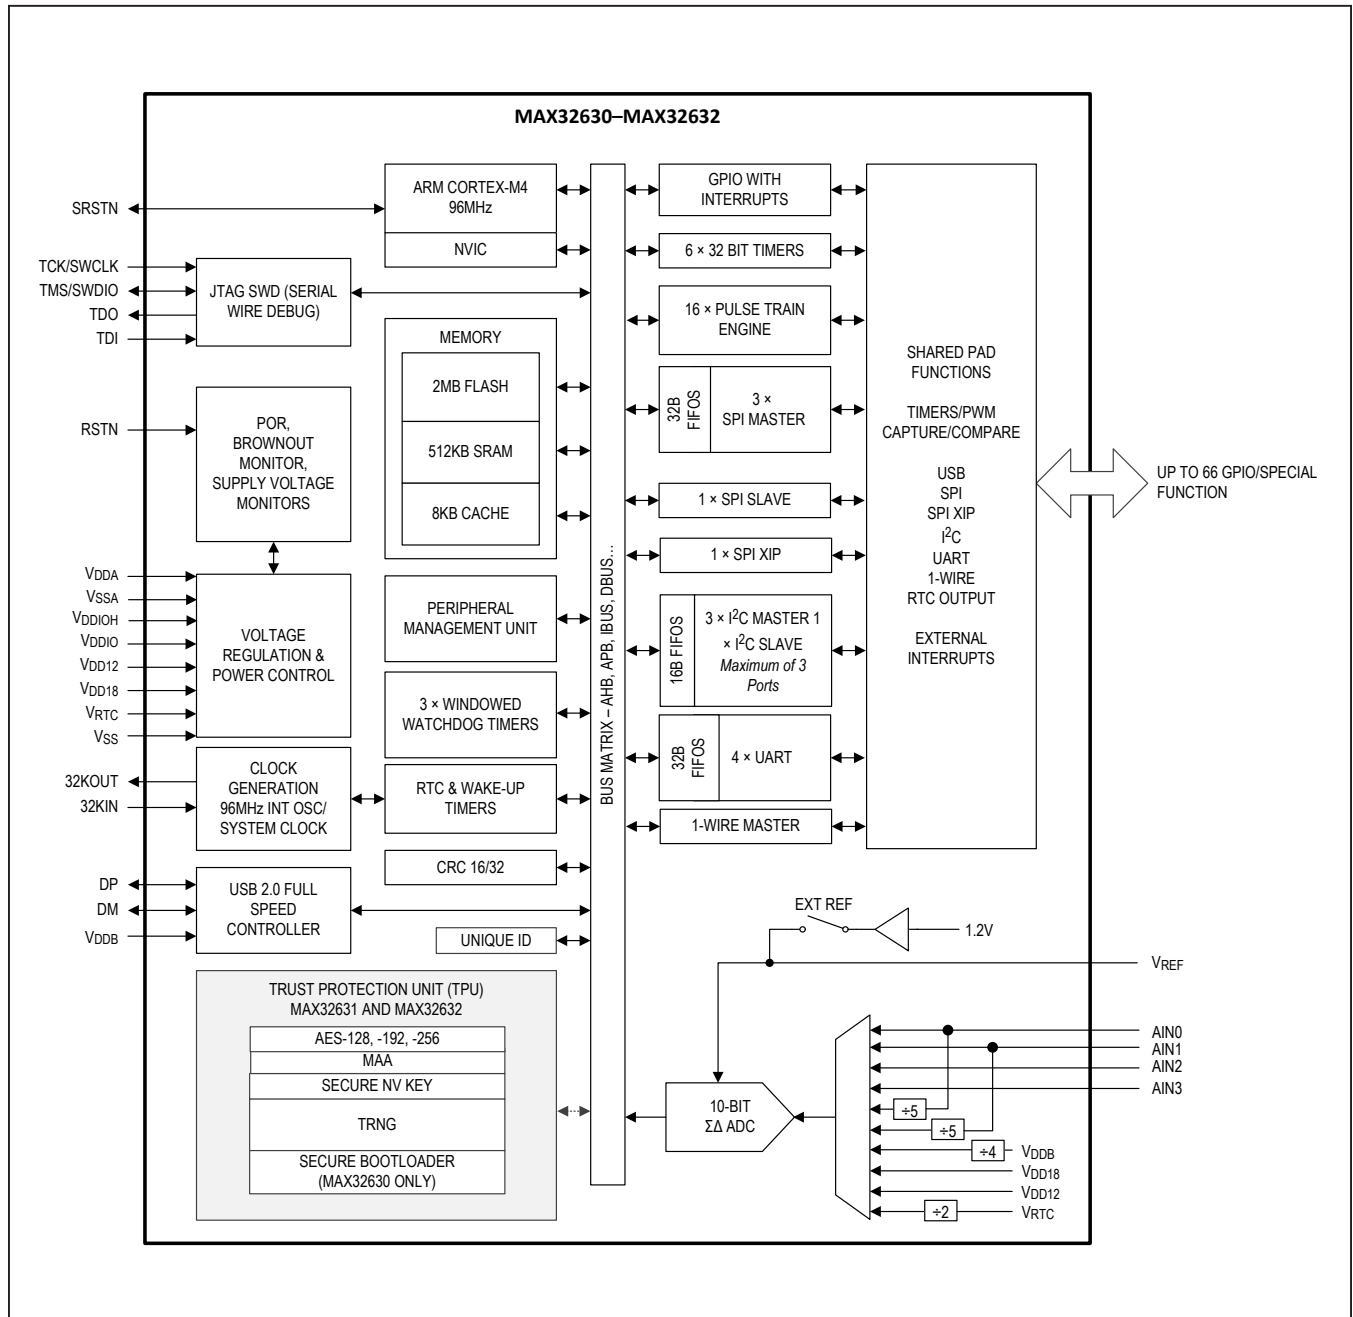 MAX32630–MAX32632
SRSTN
ARM CORTEX-M4
96MHz
NVIC
TCK/SWCLK
TMS/SWDIO
TDO
TDI
JTAG SWD (SERIAL
WIRE DEBUG)
MEMORY
2MB FLASH
512KB SRAM
8KB CACHE
RSTN
POR,
BROWNOUT
MONITOR,
SUPPLY VOLTAGE
MONITORS
VDDA
VSSA
VDDIOH
VDDIO
VDD12
VDD18
VRTC
VSS
VOLTAGE
REGULATION &
POWER CONTROL
PERIPHERAL
MANAGEMENT UNIT
3 × WINDOWED
WATCHDOG TIMERS
32KOUT
32KIN
CLOCK
GENERATION
96MHz INT OSC/
SYSTEM CLOCK
RTC & WAKE-UP
TIMERS
CRC 16/32
DP
DM
VDDB
USB 2.0 FULL
SPEED
CONTROLLER
UNIQUE ID
TRUST PROTECTION UNIT (TPU)
MAX32631 AND MAX32632
AES-128, -192, -256
MAA
SECURE NV KEY
TRNG
SECURE BOOTLOADER
(MAX32630 ONLY)
BUS MATRIX – AHB, APB, IBUS, DBUS...
GPIO WITH
INTERRUPTS
6 × 32 BIT TIMERS
16 × PULSE TRAIN
ENGINE
32B
FIFOS
3 ×
SPI MASTER
1 × SPI SLAVE
1 × SPI XIP
16B FIFOS
3 × I2C MASTER 1
× I2C SLAVE
Maximum of 3
Ports
32B
FIFOS
4 × UART
1-WIRE MASTER
SHARED PAD
FUNCTIONS
TIMERS/PWM
CAPTURE/COMPARE
USB
SPI
SPI XIP
I2C
UART
1-WIRE
RTC OUTPUT
EXTERNAL
INTERRUPTS
UP TO 66 GPIO/SPECIAL
FUNCTION
EXT REF
1.2V
VREF
10-BIT
ΣΔ ADC
AIN0
AIN1
AIN2
AIN3
÷5
÷5
÷4
VDDB
VDD18
VDD12
÷2
VRTC